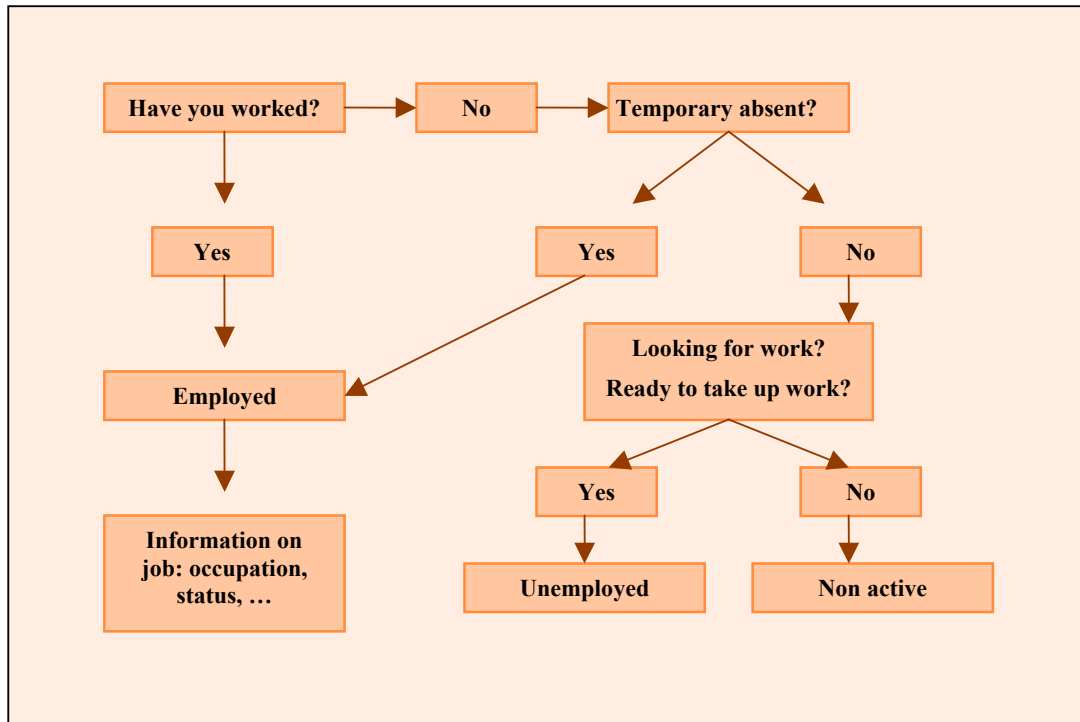 Have you worked?
No
Temporary absent?
Yes
Yes
No
Looking for work?
Ready to take up work?
Employed
Yes
No
Information on
job: occupation,
status, …
Unemployed
Non active